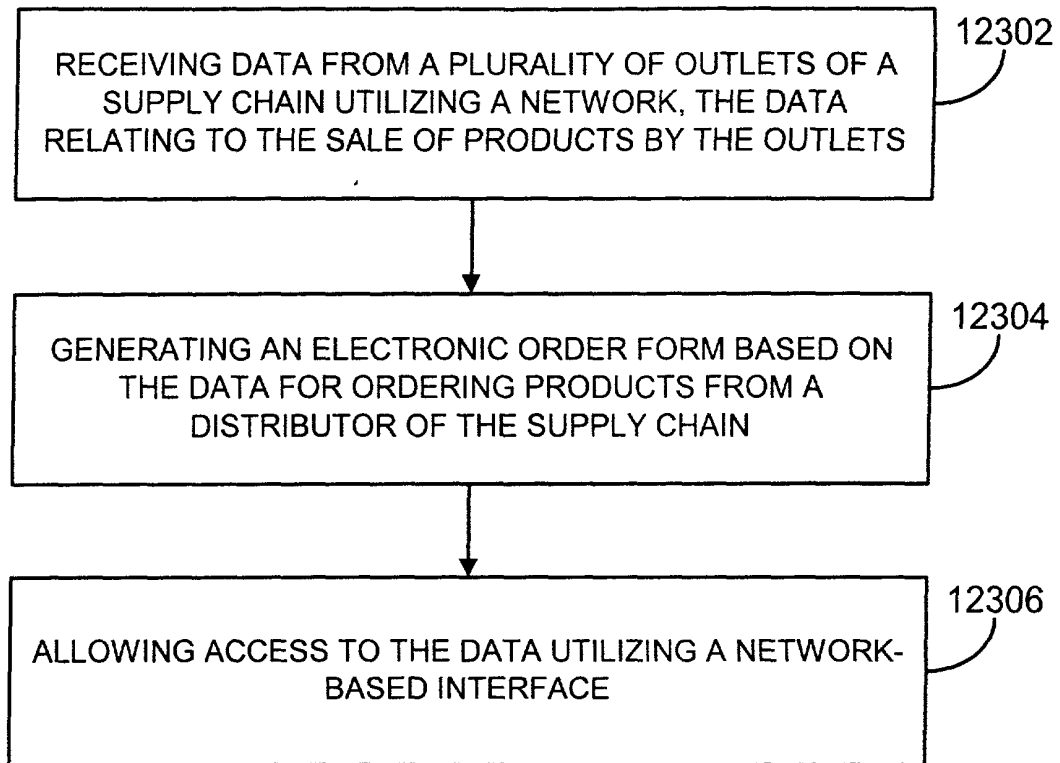 12302
RECEIVING DATA FROM A PLURALITY OF OUTLETS OF A
SUPPLY CHAIN UTILIZING A NETWORK, THE DATA
RELATING TO THE SALE OF PRODUCTS BY THE OUTLETS
12304
GENERATING AN ELECTRONIC ORDER FORM BASED ON
THE DATA FOR ORDERING PRODUCTS FROM A
DISTRIBUTOR OF THE SUPPLY CHAIN
12306
ALLOWING ACCESS TO THE DATA UTILIZING A NETWORK-
BASED INTERFACE